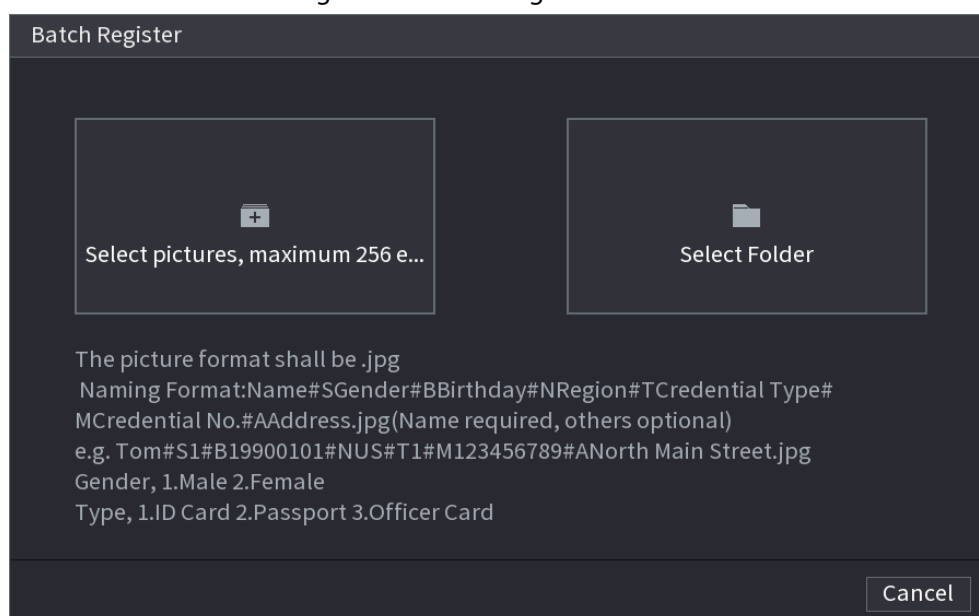 Batch Register
Select pictures, maximum 256 e...
Select Folder
The picture format shall be .jpg
Naming Format:Name#SGender#BBirthday#NRegion#TCredential Type#
MCredential No.#AAddress.jpg(Name required, others optional)
e.g. Tom#S1#B19900101#NUS#T1#M123456789#ANorth Main Street.jpg
Gender, 1.Male 2.Female
Type, 1.ID Card 2.Passport 3.Officer Card
Cancel